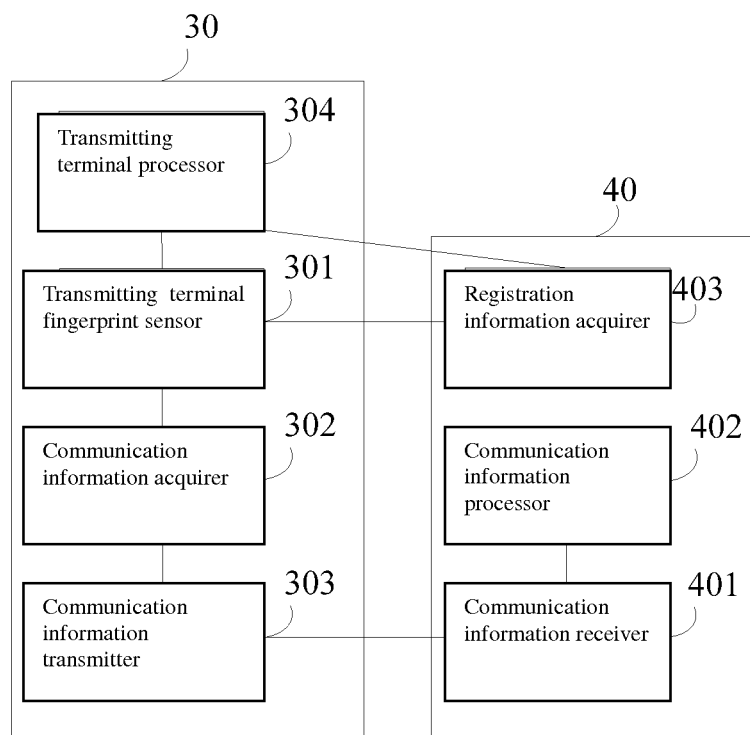 30
304
Transmitting
terminal processor
40
301
Transmitting terminal
fingerprint sensor
403
Registration
information acquirer
302
Communication
information acquirer
402
Communication
information
processor
303
Communication
information
transmitter
401
Communication
information receiver